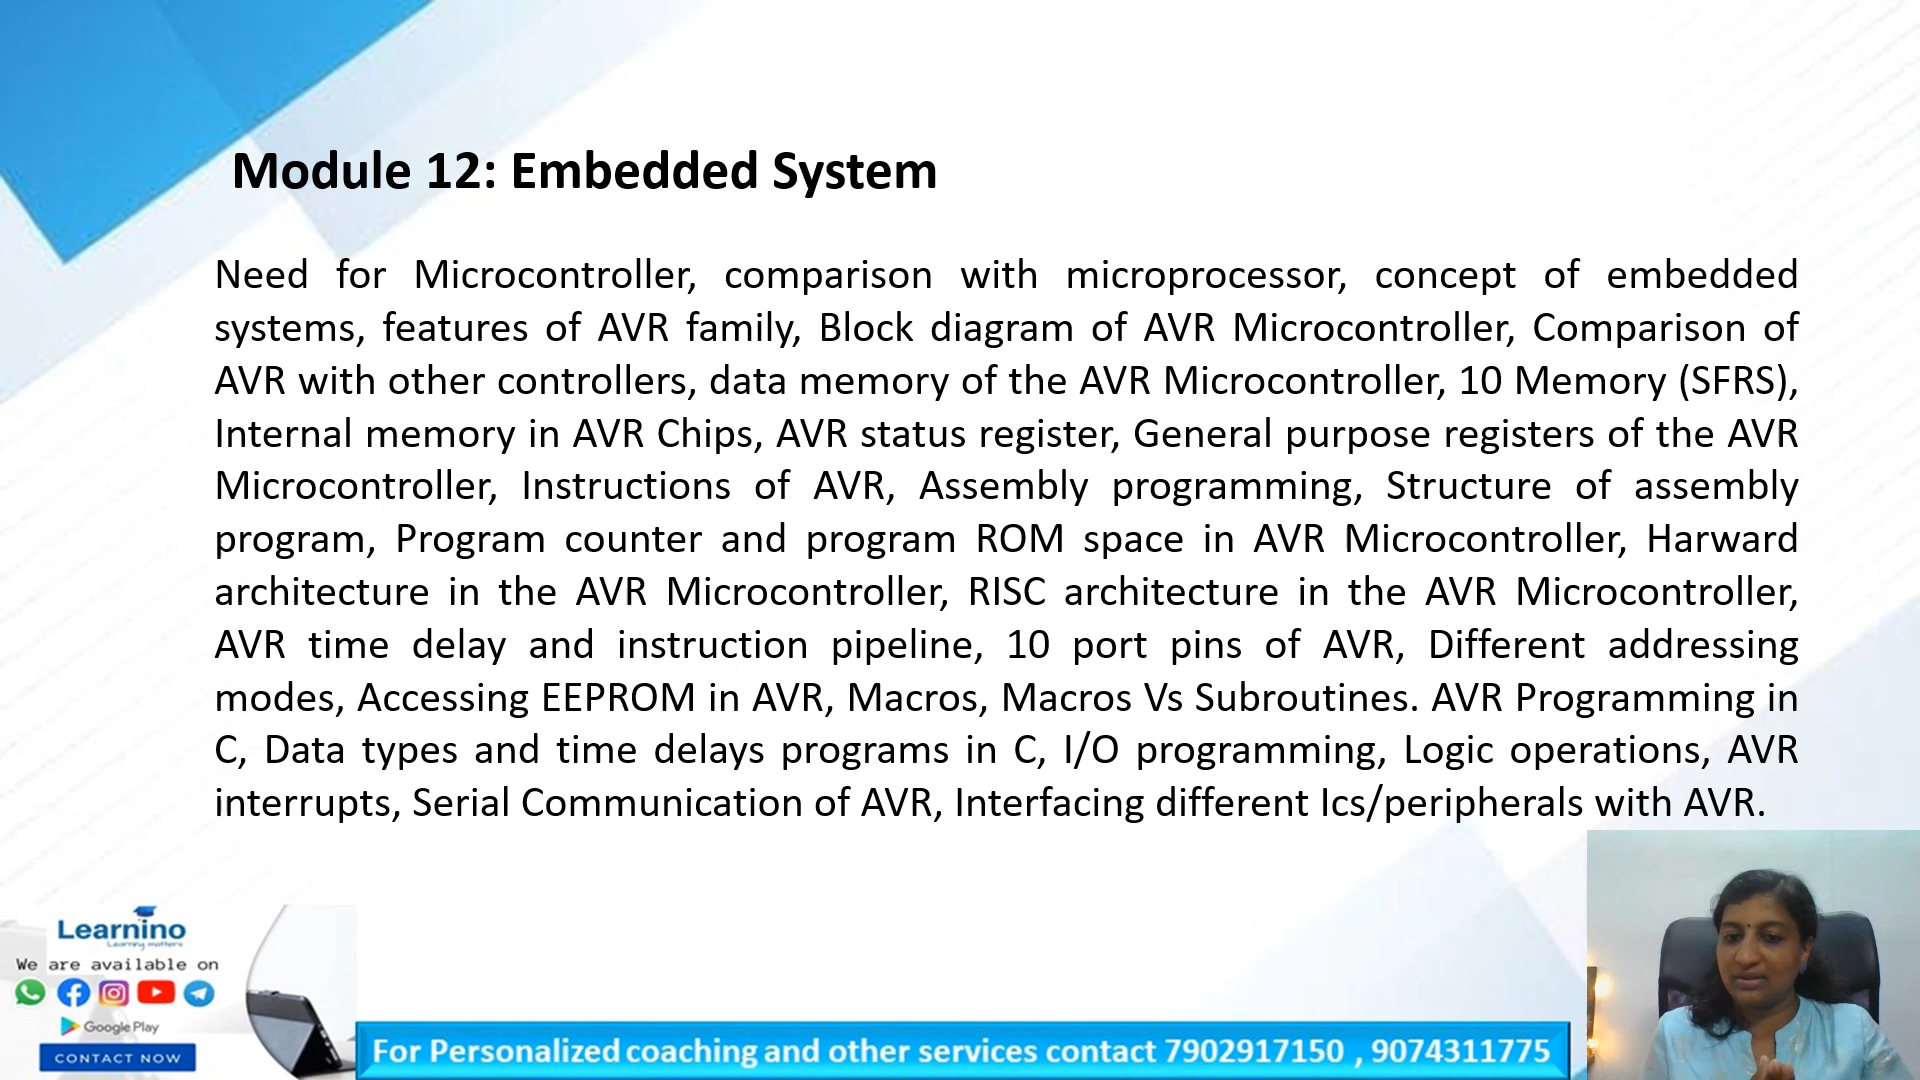 Module 12: Embedded System
Need for Microcontroller, comparison with microprocessor, concept of embedded
systems, features of AVR family, Block diagram of AVR Microcontroller, Comparison of
AVR with other controllers, data memory of the AVR Microcontroller, 10 Memory (SFRS),
Internal memory in AVR Chips, AVR status register, General purpose registers of the AVR
Microcontroller, Instructions of AVR, Assembly programming, Structure of assembly
program, Program counter and program ROM space in AVR Microcontroller, Harward
architecture in the AVR Microcontroller, RISC architecture in the AVR Microcontroller,
AVR time delay and instruction pipeline, 10 port pins of AVR, Different addressing
modes, Accessing EEPROM in AVR, Macros, Macros Vs Subroutines. AVR Programming in
C, Data types and time delays programs in C, I/O programming, Logic operations, AVR
interrupts, Serial Communication of AVR, Interfacing different Ics/peripherals with AVR.
Learnino
Learning matters
We are available on
Google Play
CONTACT NOW
For Personalized coaching and other services contact 7902917150 , 9074311775